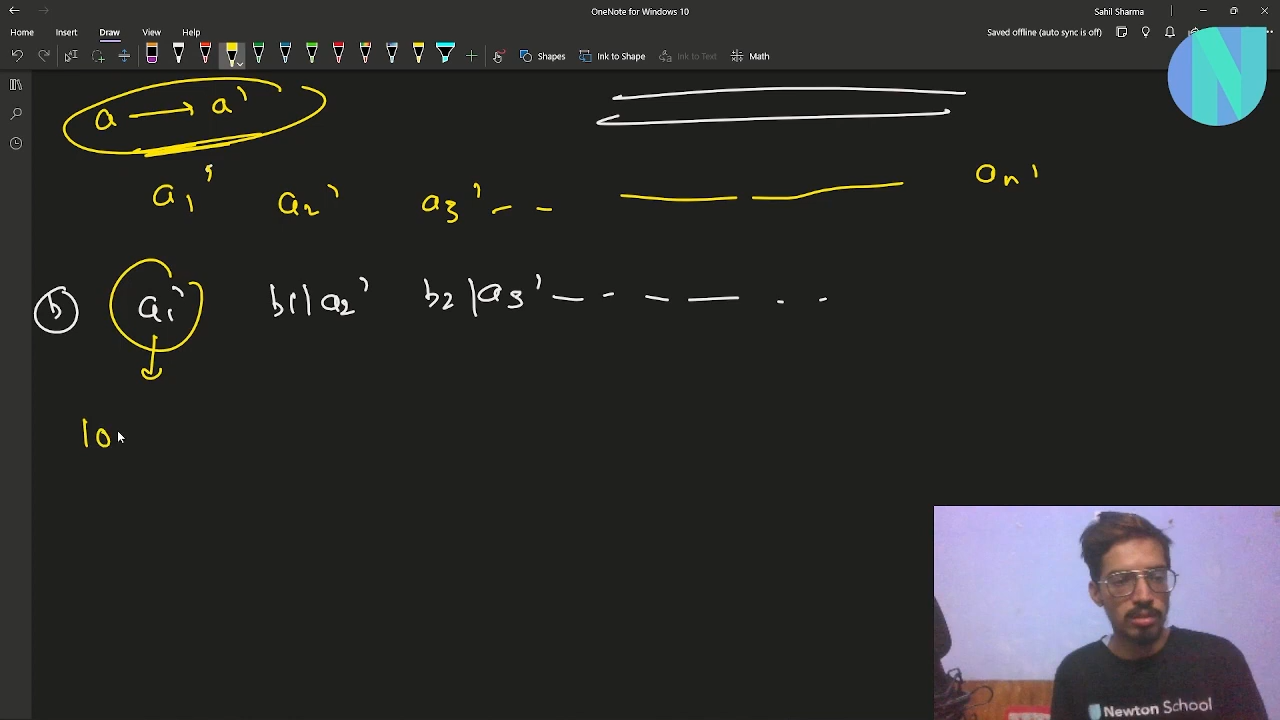 OneNote for Windows 10
Sahil Sharma
Home Insert Draw View Help
Saved offline (auto sync is off)
Shapes Ink to Shape Ink to Text Math
a → a'
a1' a2' a3' - - an'
b a1' b1|a2' b2|a3' - - - - . .
10
Newton School